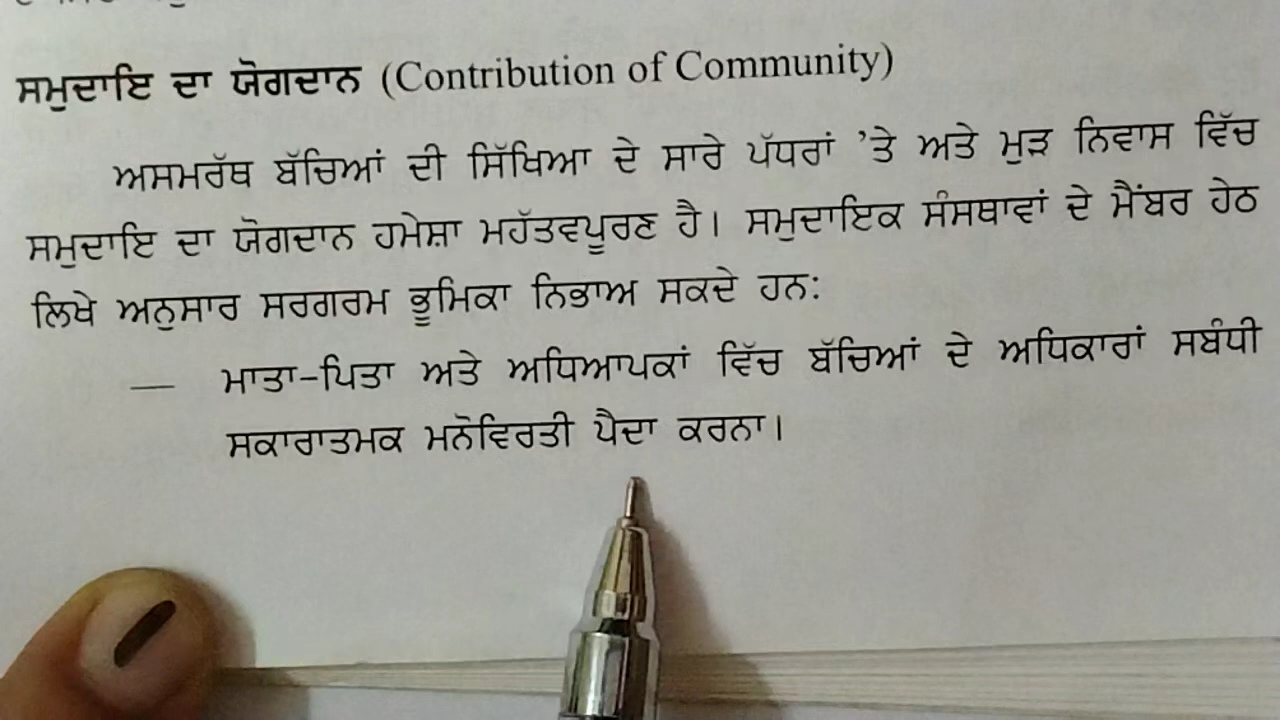 ਸਮੁਦਾਇ ਦਾ ਯੋਗਦਾਨ (Contribution of Community)
ਅਸਮਰੱਥ ਬੱਚਿਆਂ ਦੀ ਸਿੱਖਿਆ ਦੇ ਸਾਰੇ ਪੱਧਰਾਂ ’ਤੇ ਅਤੇ ਮੁੜ ਨਿਵਾਸ ਵਿੱਚ
ਸਮੁਦਾਇ ਦਾ ਯੋਗਦਾਨ ਹਮੇਸ਼ਾ ਮਹੱਤਵਪੂਰਣ ਹੈ। ਸਮੁਦਾਇਕ ਸੰਸਥਾਵਾਂ ਦੇ ਮੈਂਬਰ ਹੇਠ
ਲਿਖੇ ਅਨੁਸਾਰ ਸਰਗਰਮ ਭੂਮਿਕਾ ਨਿਭਾਅ ਸਕਦੇ ਹਨ:
— ਮਾਤਾ-ਪਿਤਾ ਅਤੇ ਅਧਿਆਪਕਾਂ ਵਿੱਚ ਬੱਚਿਆਂ ਦੇ ਅਧਿਕਾਰਾਂ ਸਬੰਧੀ
ਸਕਾਰਾਤਮਕ ਮਨੋਵਿਰਤੀ ਪੈਦਾ ਕਰਨਾ।